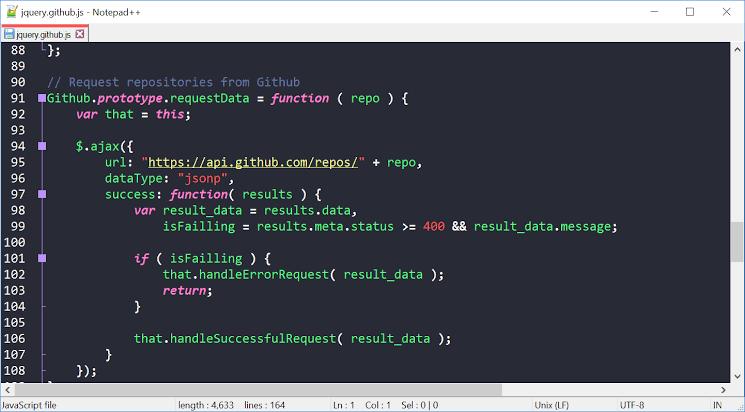 jquery.github.js - Notepad++
jquery.github.js
88 };
89
90 // Request repositories from Github
91 Github.prototype.requestData = function ( repo ) {
92     var that = this;
93
94     $.ajax({
95         url: "https://api.github.com/repos/" + repo,
96         dataType: "jsonp",
97         success: function( results ) {
98             var result_data = results.data,
99                 isFailling = results.meta.status >= 400 && result_data.message;
100
101             if ( isFailling ) {
102                 that.handleErrorRequest( result_data );
103                 return;
104             }
105
106             that.handleSuccessfulRequest( result_data );
107         }
108     });
JavaScript file length : 4,633 lines : 164 Ln : 1 Col : 1 Sel : 0 | 0 Unix (LF) UTF-8 IN